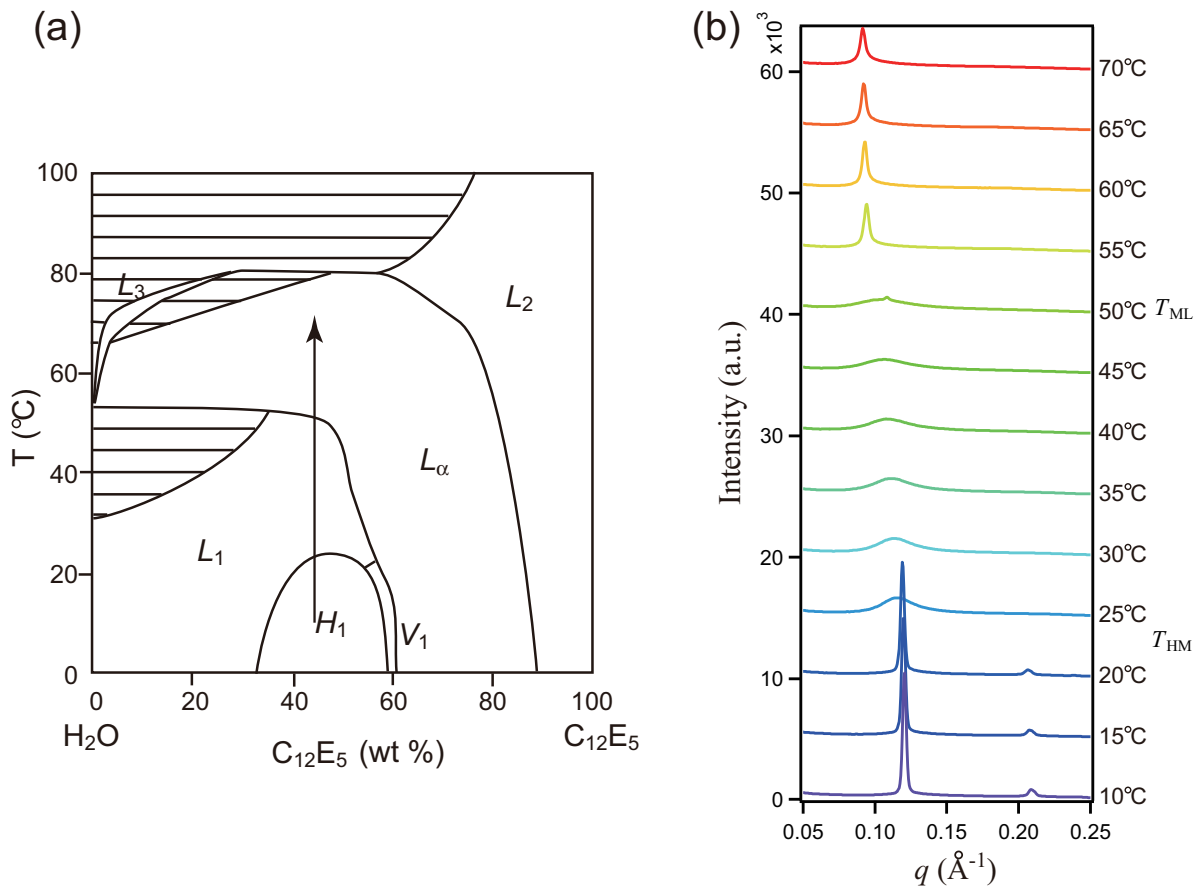 (a)
100
80
60
40
20
0
T (℃)
L3
L2
Lα
L1
H1
V1
0
20
40
60
80
100
H2O
C12E5 (wt %)
C12E5
(b)
x10³
60
50
40
30
20
10
0
Intensity (a.u.)
70℃
65℃
60℃
55℃
50℃
TML
45℃
40℃
35℃
30℃
25℃
THM
20℃
15℃
10℃
0.05
0.10
0.15
0.20
0.25
q (Å⁻¹)